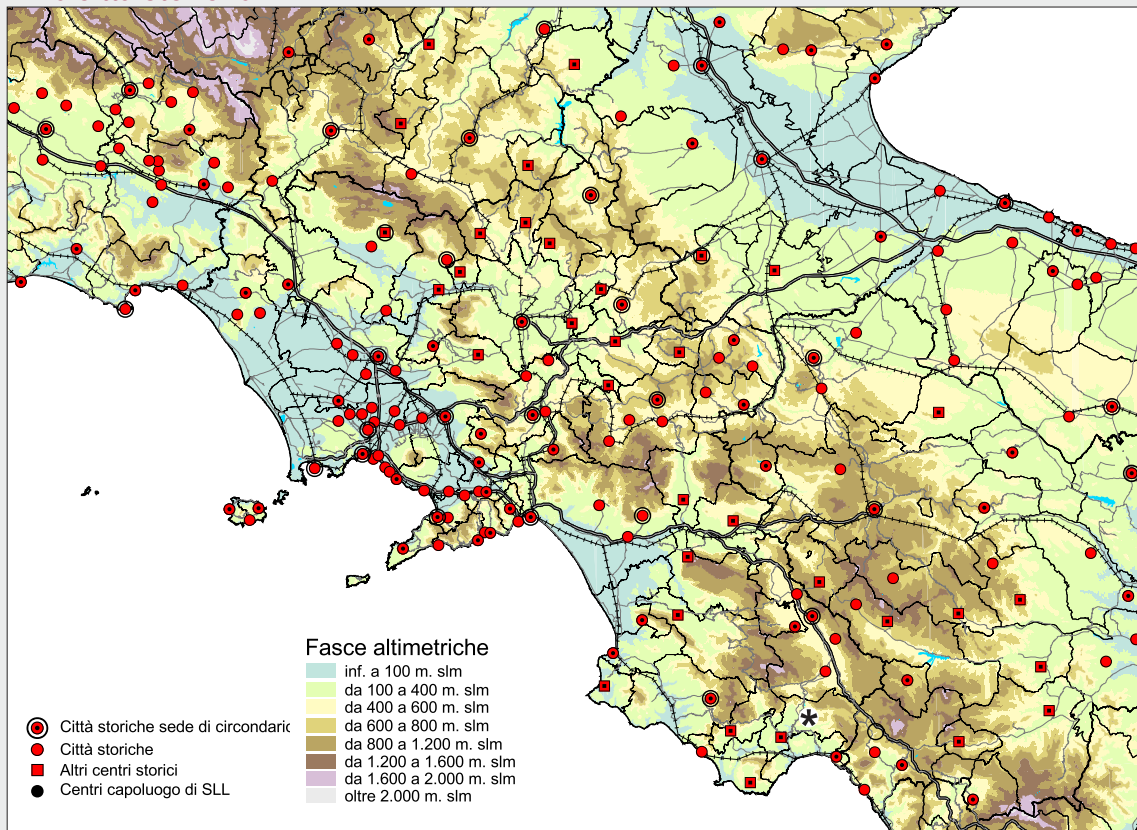 Fasce altimetriche
inf. a 100 m. slm
da 100 a 400 m. slm
da 400 a 600 m. slm
da 600 a 800 m. slm
da 800 a 1.200 m. slm
da 1.200 a 1.600 m. slm
da 1.600 a 2.000 m. slm
oltre 2.000 m. slm
Città storiche sede di circondaric
Città storiche
Altri centri storici
Centri capoluogo di SLL
*